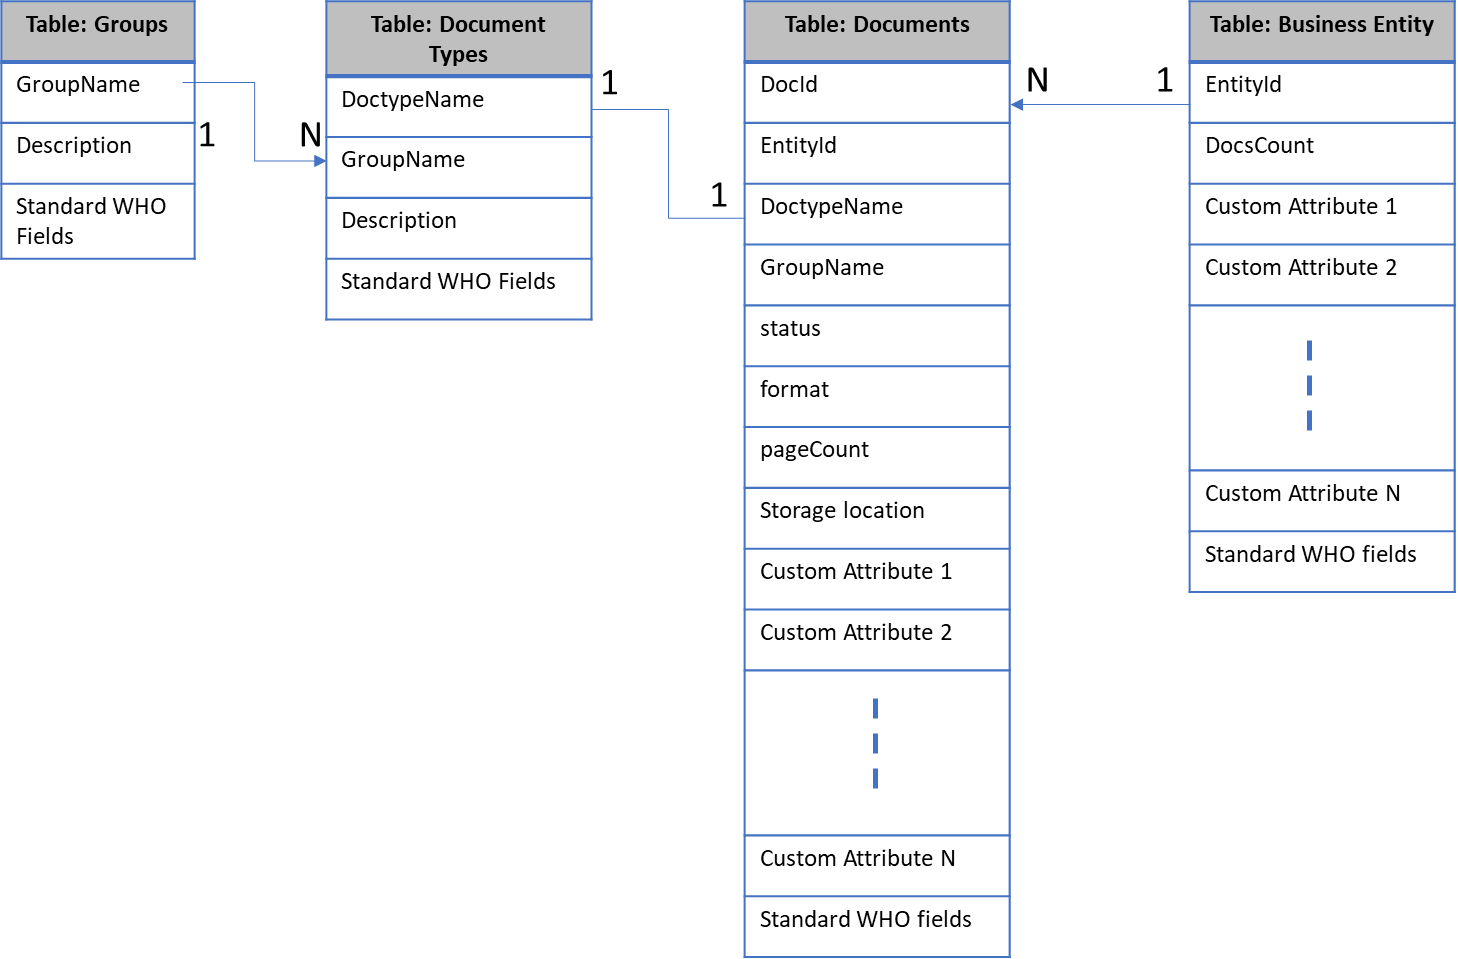 Table: Groups
GroupName
Description
Standard WHO
Fields
1
N
Table: Document
Types
DoctypeName
GroupName
Description
Standard WHO Fields
1
1
Table: Documents
DocId
EntityId
DoctypeName
GroupName
status
format
pageCount
Storage location
Custom Attribute 1
Custom Attribute 2
Custom Attribute N
Standard WHO fields
N
1
Table: Business Entity
EntityId
DocsCount
Custom Attribute 1
Custom Attribute 2
Custom Attribute N
Standard WHO fields